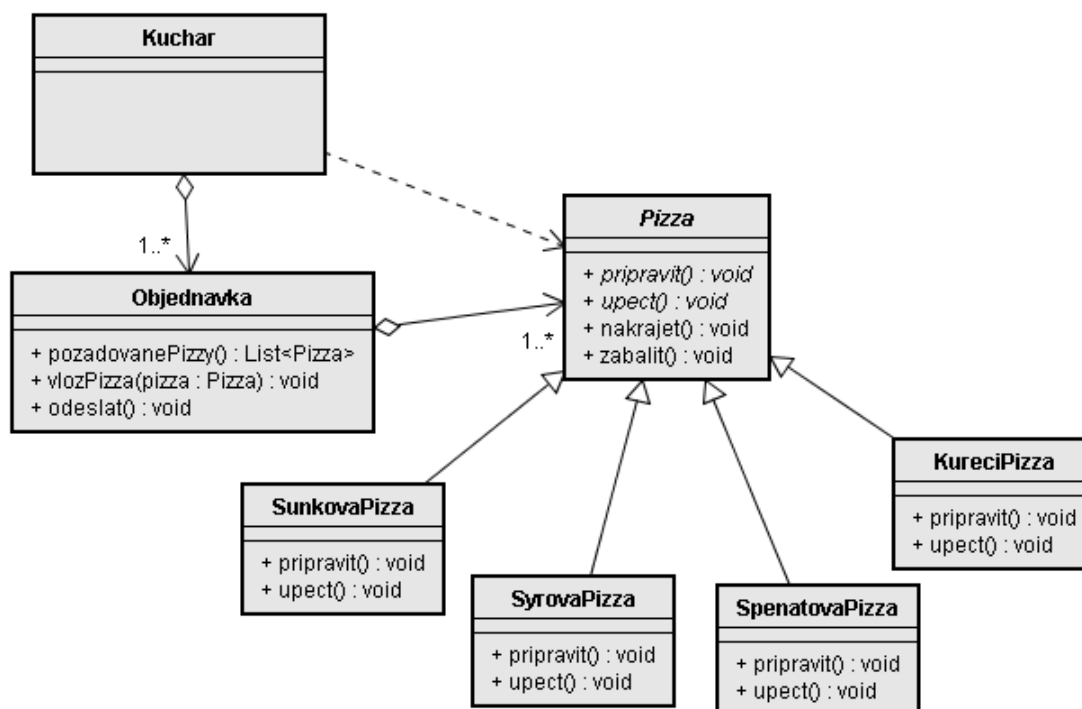 Kuchar
1..*
Objednavka
+ pozadovanePizzy() : List<Pizza>
+ vlozPizza(pizza : Pizza) : void
+ odeslat() : void
1..*
Pizza
+ pripravit() : void
+ upect() : void
+ nakrajet() : void
+ zabalit() : void
SunkovaPizza
+ pripravit() : void
+ upect() : void
SyrovaPizza
+ pripravit() : void
+ upect() : void
SpenatovaPizza
+ pripravit() : void
+ upect() : void
KureciPizza
+ pripravit() : void
+ upect() : void